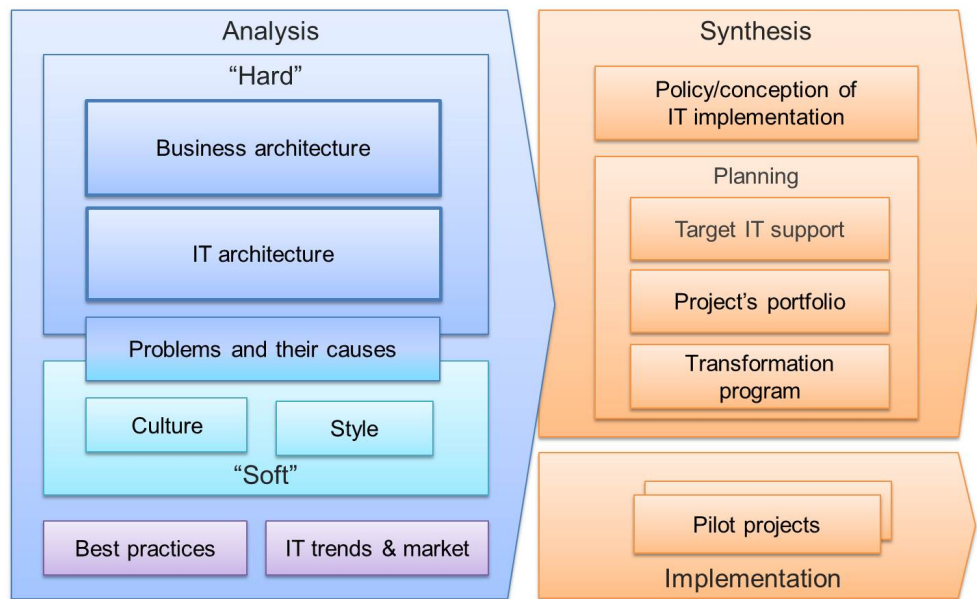 Analysis
“Hard”
Business architecture
IT architecture
Problems and their causes
Culture
Style
“Soft”
Best practices
IT trends & market
Synthesis
Policy/conception of
IT implementation
Planning
Target IT support
Project’s portfolio
Transformation
program
Pilot projects
Implementation